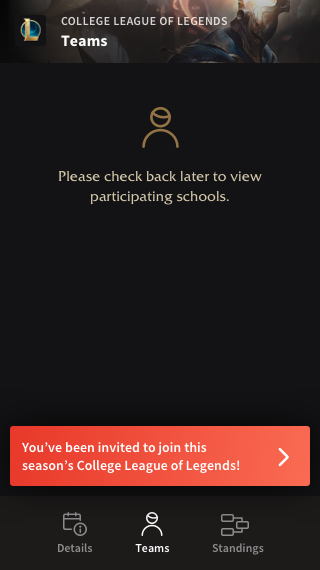 COLLEGE LEAGUE OF LEGENDS
Teams
Please check back later to view
participating schools.
You've been invited to join this
season's College League of Legends!
Details
Teams
Standings